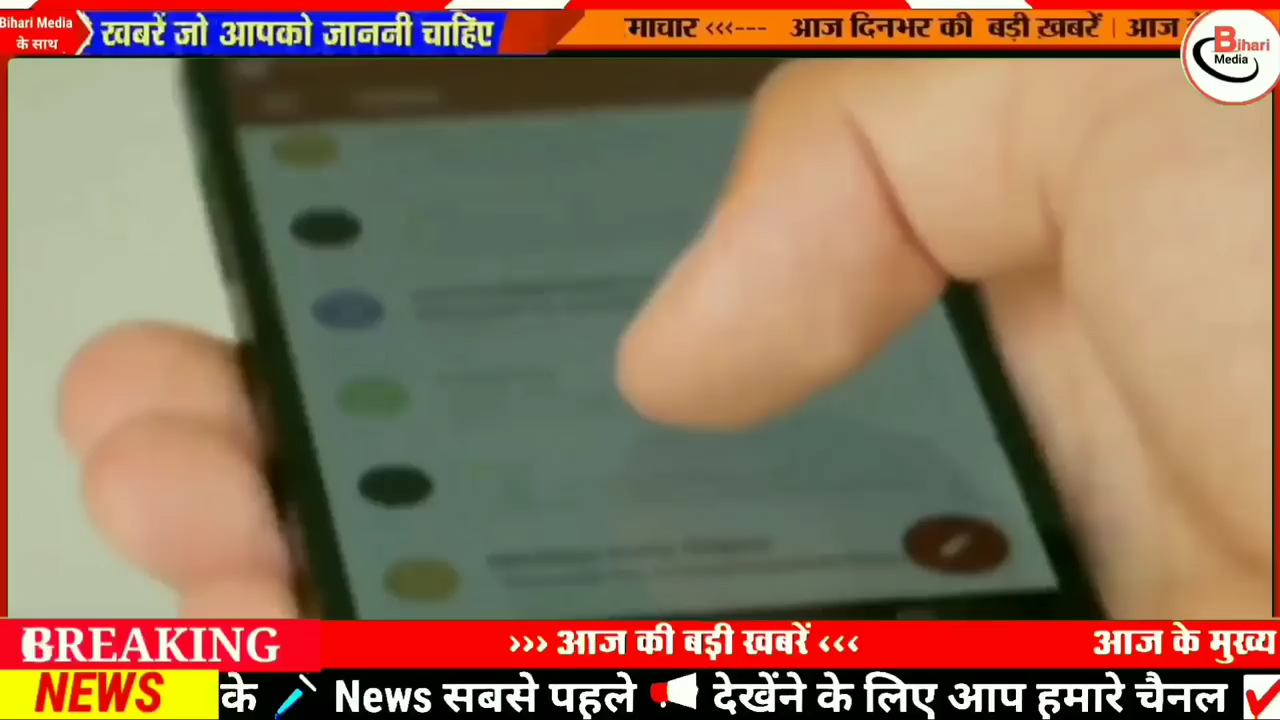 Bihari Media
के साथ
खबरें जो आपको जाननी चाहिए
माचार ‹‹‹--- आज दिनभर की बड़ी ख़बरें | आज
Bihari
Media
BREAKING
››› आज की बड़ी खबरें ‹‹‹ आज के मुख्य
NEWS
के News सबसे पहले देखेंने के लिए आप हमारे चैनल